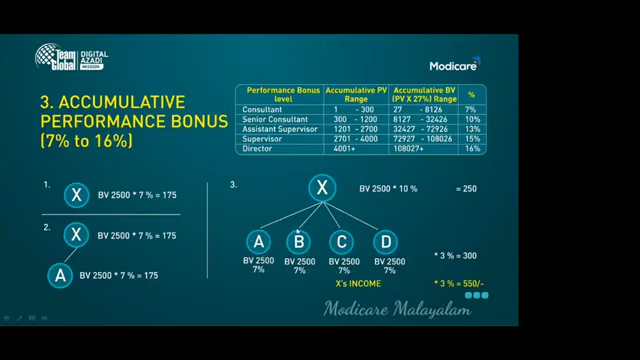 Team Global
DIGITAL
AZADI
MISSION
Modicare
3. ACCUMULATIVE
PERFORMANCE BONUS
(7% to 16%)
Performance Bonus level | Accumulative PV Range | Accumulative BV (PV X 27%) Range | %
Consultant 1 - 300 27 - 8126 7%
Senior Consultant 300 - 1200 8127 - 32426 10%
Assistant Supervisor 1201 - 2700 32427 - 72926 13%
Supervisor 2701 - 4000 72927 - 108026 15%
Director 4001+ 108027+ 16%
1.
X BV 2500 * 7 % = 175
2.
X BV 2500 * 7 % = 175
A BV 2500 * 7% = 175
3.
X BV 2500 * 10 % = 250
A B C D
BV 2500 BV 2500 BV 2500 BV 2500
7% 7% 7% 7%
* 3 % = 300
X's INCOME * 3 % = 550/-
Modicare Malayalam